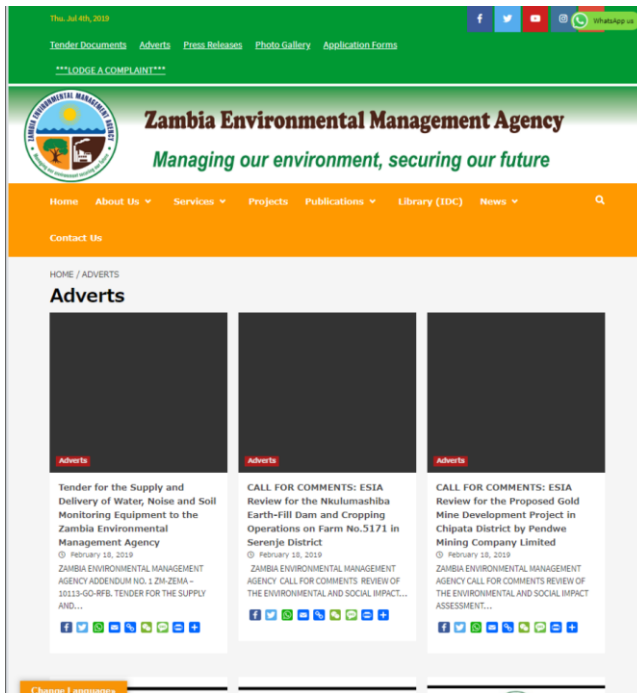 Thu. Jul 4th, 2019
WhatsApp us
Tender Documents Adverts Press Releases Photo Gallery Application Forms
***LODGE A COMPLAINT***
Zambia Environmental Management Agency
Managing our environment, securing our future
Home About Us Services Projects Publications Library (IDC) News
Contact Us
HOME / ADVERTS
Adverts
Adverts
Tender for the Supply and
Delivery of Water, Noise and Soil
Monitoring Equipment to the
Zambia Environmental
Management Agency
February 18, 2019
ZAMBIA ENVIRONMENTAL MANAGEMENT
AGENCY ADDENDUM NO. 1 ZM-ZEMA –
10113-GO-RFB. TENDER FOR THE SUPPLY
AND...
Adverts
CALL FOR COMMENTS: ESIA
Review for the Nkulumashiba
Earth-Fill Dam and Cropping
Operations on Farm No.5171 in
Serenje District
February 18, 2019
ZAMBIA ENVIRONMENTAL MANAGEMENT
AGENCY CALL FOR COMMENTS REVIEW OF
THE ENVIRONMENTAL AND SOCIAL IMPACT...
Adverts
CALL FOR COMMENTS: ESIA
Review for the Proposed Gold
Mine Development Project in
Chipata District by Pendwe
Mining Company Limited
February 18, 2019
ZAMBIA ENVIRONMENTAL MANAGEMENT
AGENCY CALL FOR COMMENTS REVIEW OF
THE ENVIRONMENTAL AND SOCIAL IMPACT
ASSESSMENT...
Change Language»